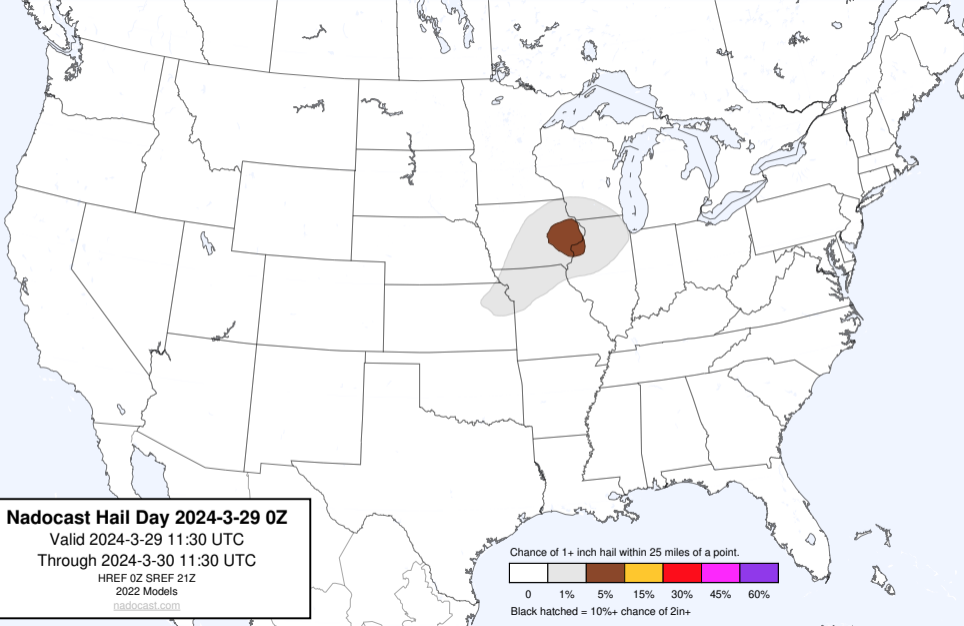 Nadocast Hail Day 2024-3-29 0Z
Valid 2024-3-29 11:30 UTC
Through 2024-3-30 11:30 UTC
HREF 0Z SREF 21Z
2022 Models
nadocast.com
Chance of 1+ inch hail within 25 miles of a point.
0 1% 5% 15% 30% 45% 60%
Black hatched = 10%+ chance of 2in+